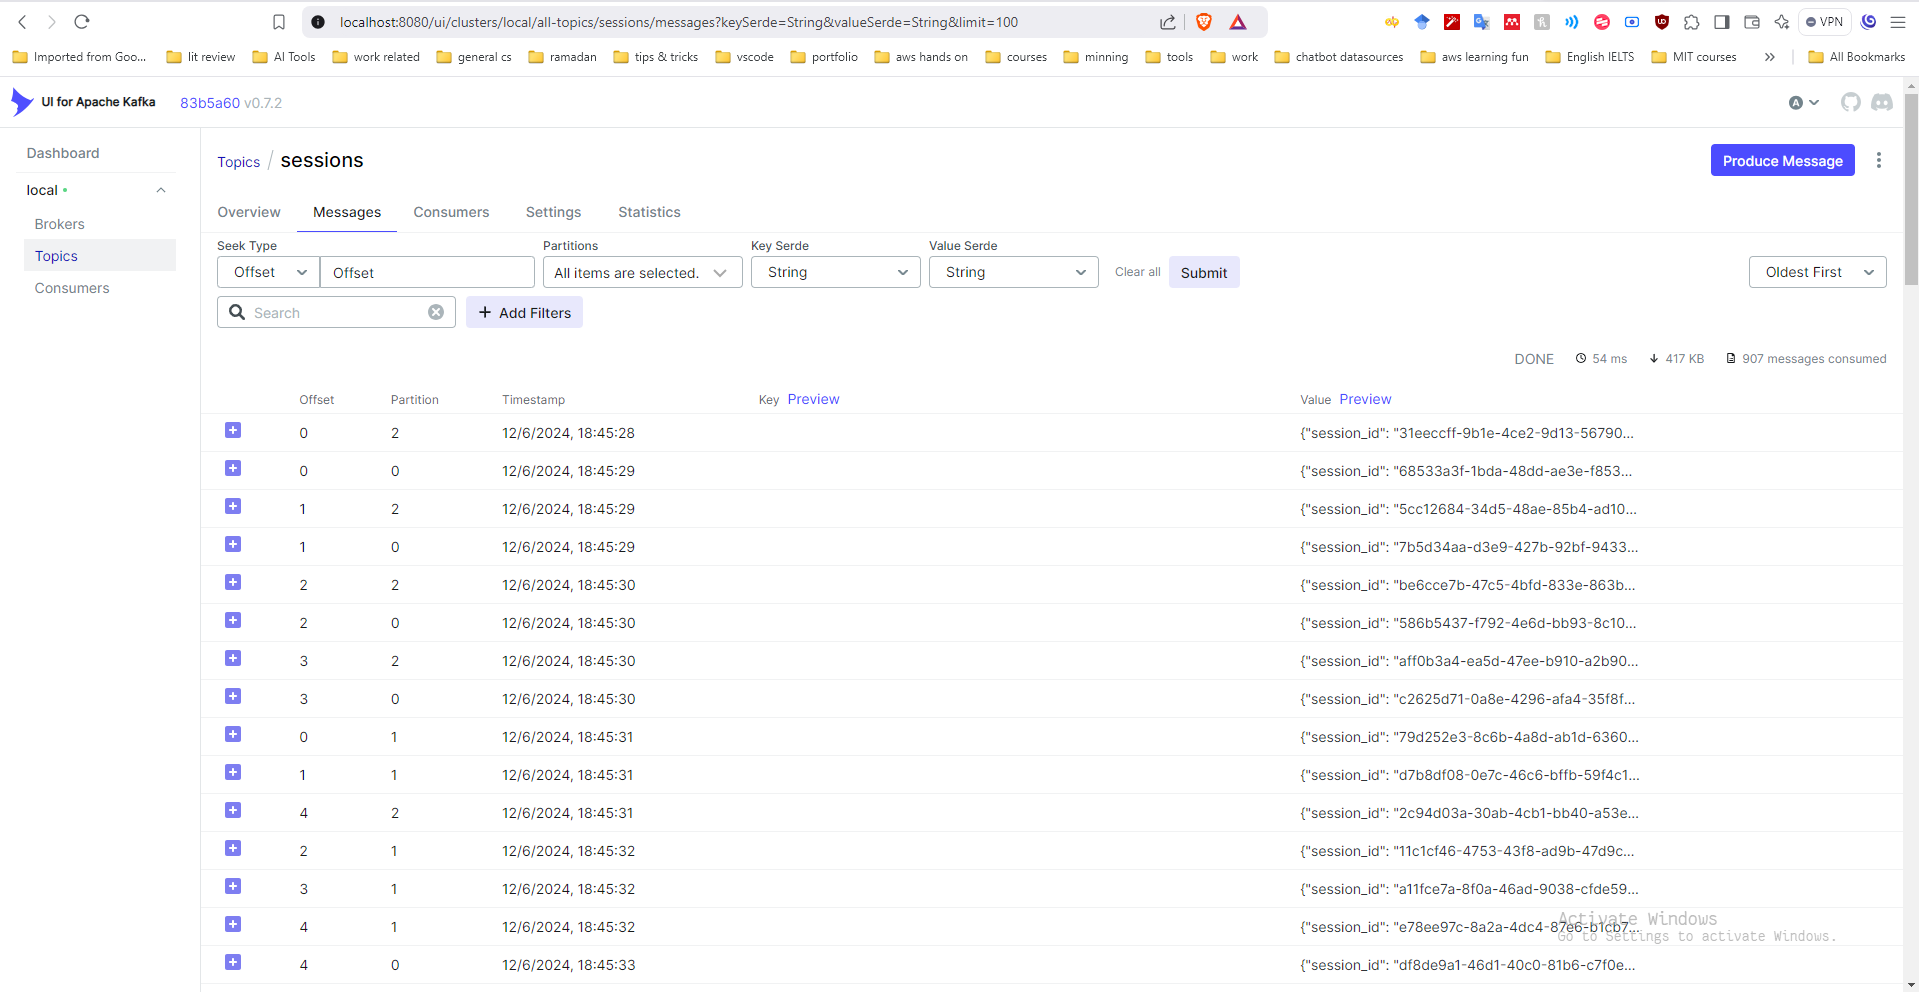 localhost:8080/ui/clusters/local/all-topics/sessions/messages?keySerde=String&valueSerde=String&limit=100 VPN
Imported from Goo... lit review AI Tools work related general cs ramadan tips & tricks vscode portfolio aws hands on courses minning tools work chatbot datasources aws learning fun English IELTS MIT courses » All Bookmarks
UI for Apache Kafka 83b5a60 v0.7.2 A
Dashboard
local
Brokers
Topics
Consumers
Topics / sessions Produce Message
Overview Messages Consumers Settings Statistics
Seek Type Partitions Key Serde Value Serde
Offset Offset All items are selected. String String Clear all Submit Oldest First
Search + Add Filters
DONE 54 ms 417 KB 907 messages consumed
Offset Partition Timestamp Key Preview Value Preview
0 2 12/6/2024, 18:45:28 {"session_id": "31eeccff-9b1e-4ce2-9d13-56790...
0 0 12/6/2024, 18:45:29 {"session_id": "68533a3f-1bda-48dd-ae3e-f853...
1 2 12/6/2024, 18:45:29 {"session_id": "5cc12684-34d5-48ae-85b4-ad10...
1 0 12/6/2024, 18:45:29 {"session_id": "7b5d34aa-d3e9-427b-92bf-9433...
2 2 12/6/2024, 18:45:30 {"session_id": "be6cce7b-47c5-4bfd-833e-863b...
2 0 12/6/2024, 18:45:30 {"session_id": "586b5437-f792-4e6d-bb93-8c10...
3 2 12/6/2024, 18:45:30 {"session_id": "aff0b3a4-ea5d-47ee-b910-a2b90...
3 0 12/6/2024, 18:45:30 {"session_id": "c2625d71-0a8e-4296-afa4-35f8f...
0 1 12/6/2024, 18:45:31 {"session_id": "79d252e3-8c6b-4a8d-ab1d-6360...
1 1 12/6/2024, 18:45:31 {"session_id": "d7b8df08-0e7c-46c6-bffb-59f4c1...
4 2 12/6/2024, 18:45:31 {"session_id": "2c94d03a-30ab-4cb1-bb40-a53e...
2 1 12/6/2024, 18:45:32 {"session_id": "11c1cf46-4753-43f8-ad9b-47d9c...
3 1 12/6/2024, 18:45:32 {"session_id": "a11fce7a-8f0a-46ad-9038-cfde59...
4 1 12/6/2024, 18:45:32 {"session_id": "e78ee97c-8a2a-4dc4-87e6-b1cb7...
4 0 12/6/2024, 18:45:33 {"session_id": "df8de9a1-46d1-40c0-81b6-c7f0e...
Activate Windows
Go to Settings to activate Windows.